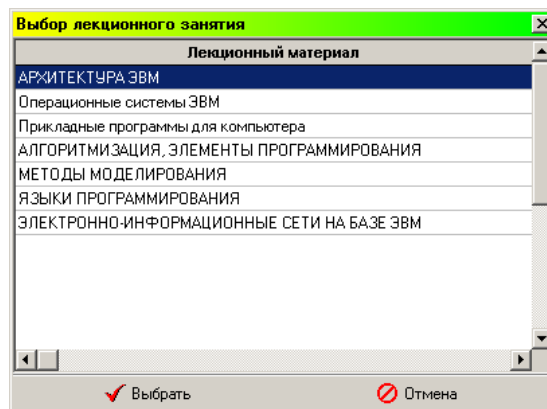 Выбор лекционного занятия
Лекционный материал
АРХИТЕКТУРА ЭВМ
Операционные системы ЭВМ
Прикладные программы для компьютера
АЛГОРИТМИЗАЦИЯ, ЭЛЕМЕНТЫ ПРОГРАММИРОВАНИЯ
МЕТОДЫ МОДЕЛИРОВАНИЯ
ЯЗЫКИ ПРОГРАММИРОВАНИЯ
ЭЛЕКТРОННО-ИНФОРМАЦИОННЫЕ СЕТИ НА БАЗЕ ЭВМ
Выбрать
Отмена